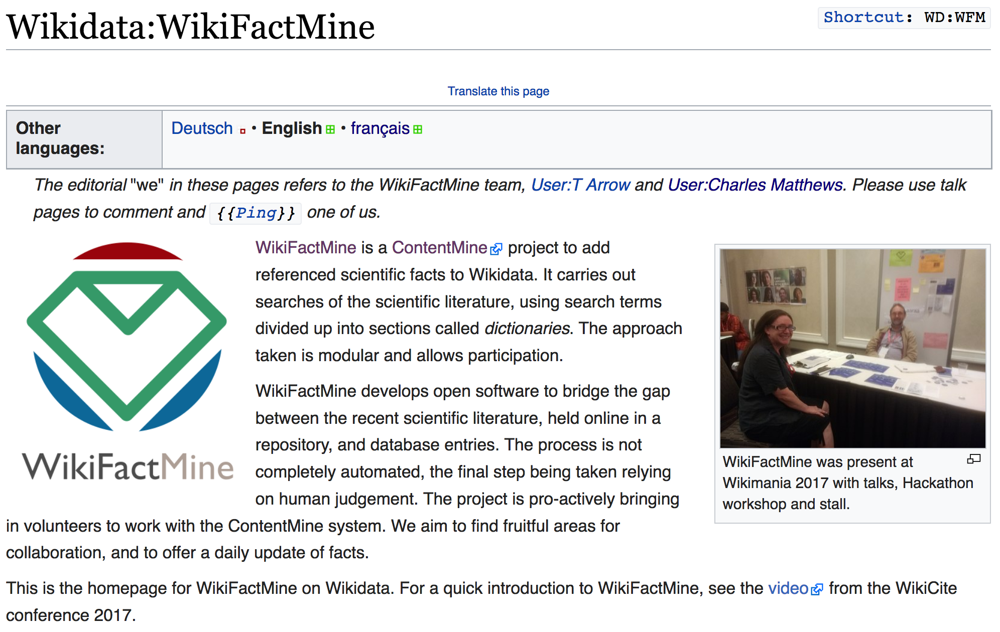 Wikidata:WikiFactMine
Shortcut: WD:WFM
Translate this page
Other
languages:
Deutsch • English • français
The editorial "we" in these pages refers to the WikiFactMine team, User:T Arrow and User:Charles Matthews. Please use talk
pages to comment and {{Ping}} one of us.
WikiFactMine
WikiFactMine is a ContentMine project to add
referenced scientific facts to Wikidata. It carries out
searches of the scientific literature, using search terms
divided up into sections called dictionaries. The approach
taken is modular and allows participation.
WikiFactMine develops open software to bridge the gap
between the recent scientific literature, held online in a
repository, and database entries. The process is not
completely automated, the final step being taken relying
on human judgement. The project is pro-actively bringing
in volunteers to work with the ContentMine system. We aim to find fruitful areas for
collaboration, and to offer a daily update of facts.
WikiFactMine was present at
Wikimania 2017 with talks, Hackathon
workshop and stall.
This is the homepage for WikiFactMine on Wikidata. For a quick introduction to WikiFactMine, see the video from the WikiCite
conference 2017.